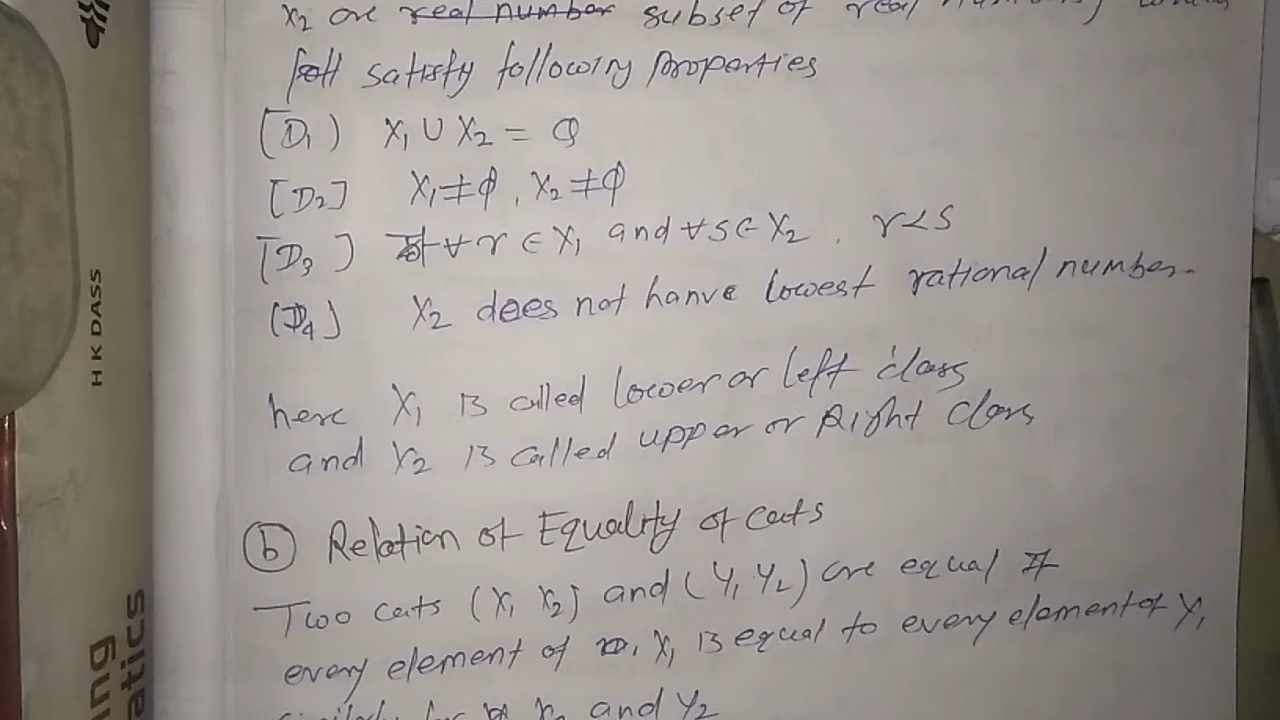 X2 are real number subset of real
satisfy following properties
[D1) X1 U X2 = Q
[D2] X1≠φ, X2≠φ
[D3] ∀ r ∈ X1 and ∀ s ∈ X2, r<s
[D4] X2 does not hanve lowest rational number.
here X1 is called lower or left class
and X2 is called upper or Right class
(b) Relation of Equality of cuts
Two cuts (X1 X2) and (Y1 Y2) are equal if
every element of X1 is equal to every element of Y1
and Y2
H K DASS
atics